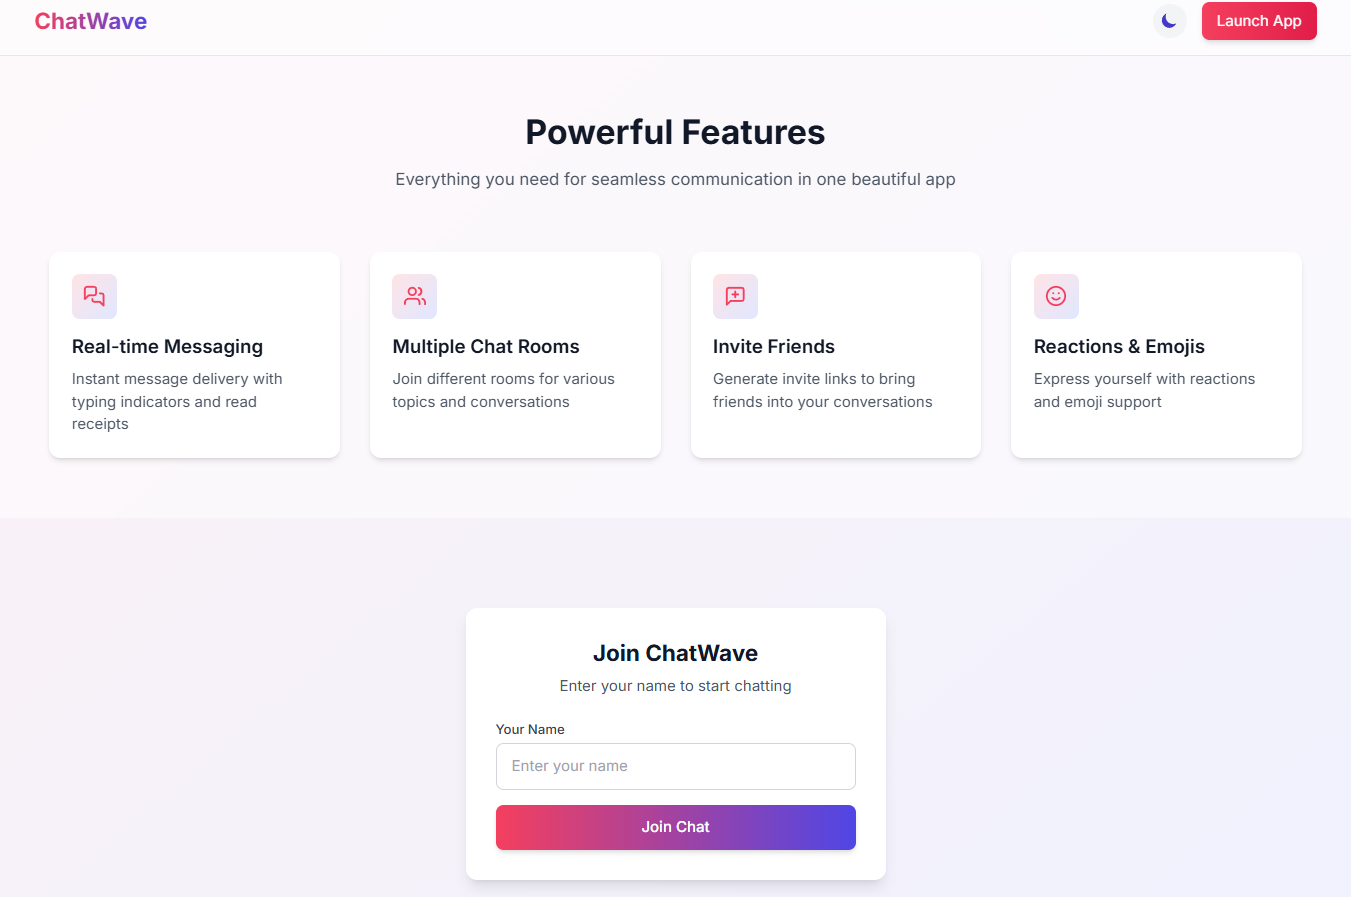 ChatWave
Launch App
Powerful Features
Everything you need for seamless communication in one beautiful app
Real-time Messaging
Instant message delivery with
typing indicators and read
receipts
Multiple Chat Rooms
Join different rooms for various
topics and conversations
Invite Friends
Generate invite links to bring
friends into your conversations
Reactions & Emojis
Express yourself with reactions
and emoji support
Join ChatWave
Enter your name to start chatting
Your Name
Enter your name
Join Chat